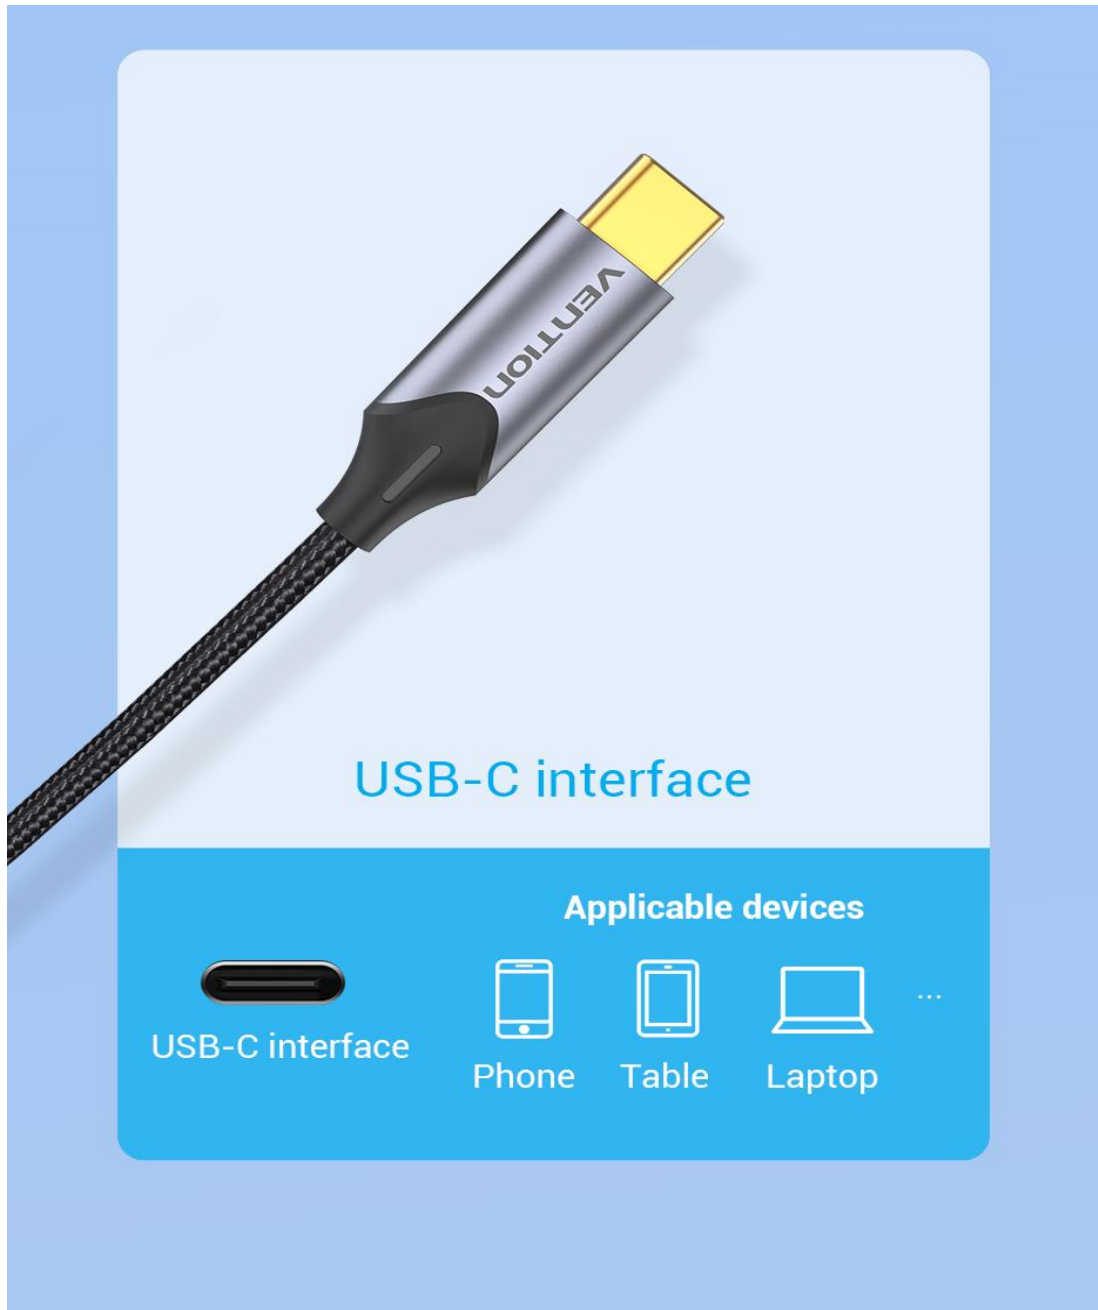 VENTION
USB-C interface
Applicable devices
USB-C interface
Phone
Table
Laptop
...